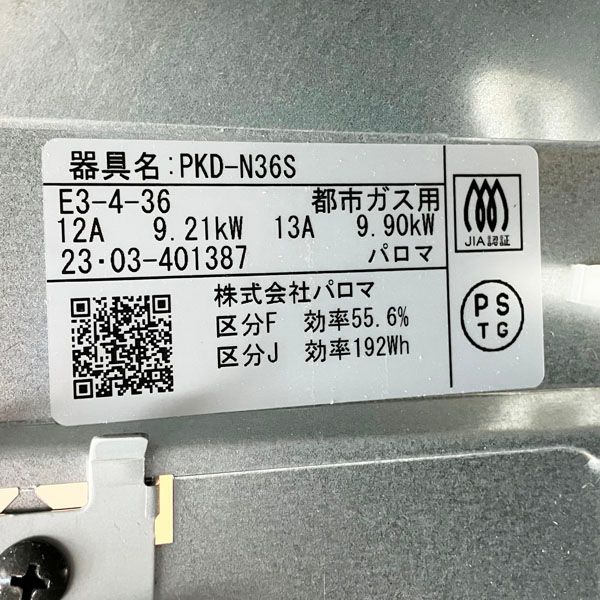 器具名:PKD-N36S
E3-4-36 都市ガス用
12A 9.21kW 13A 9.90kW
23・03-401387 パロマ
株式会社パロマ
区分F 効率55.6%
区分J 効率192Wh
JIA認証
PS
TG